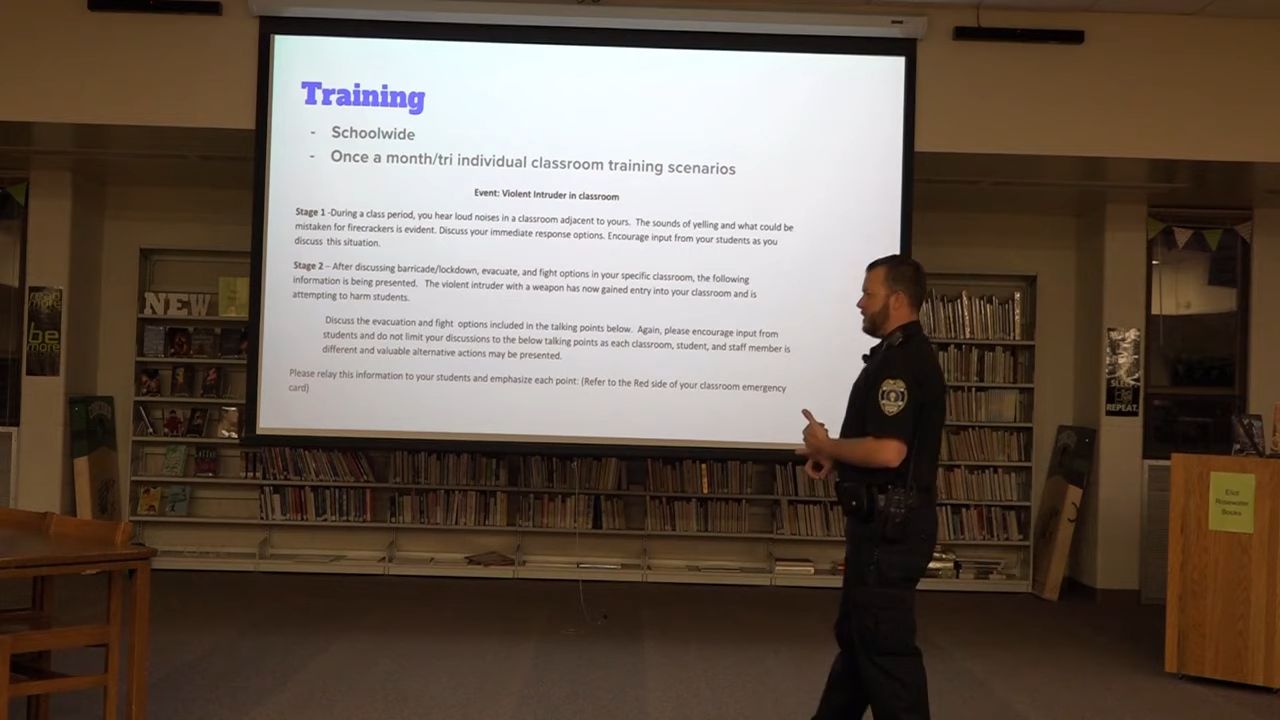 Training
- Schoolwide
- Once a month/tri individual classroom training scenarios
Event: Violent Intruder in classroom
Stage 1 -During a class period, you hear loud noises in a classroom adjacent to yours. The sounds of yelling and what could be
mistaken for firecrackers is evident. Discuss your immediate response options. Encourage input from your students as you
discuss this situation.
Stage 2 – After discussing barricade/lockdown, evacuate, and fight options in your specific classroom, the following
information is being presented. The violent intruder with a weapon has now gained entry into your classroom and is
attempting to harm students.
Discuss the evacuation and fight options included in the talking points below. Again, please encourage input from
students and do not limit your discussions to the below talking points as each classroom, student, and staff member is
different and valuable alternative actions may be presented.
Please relay this information to your students and emphasize each point: (Refer to the Red side of your classroom emergency
card)
NEW
read
more
be
more
REPEAT.
Eliot
Rosewater
Books